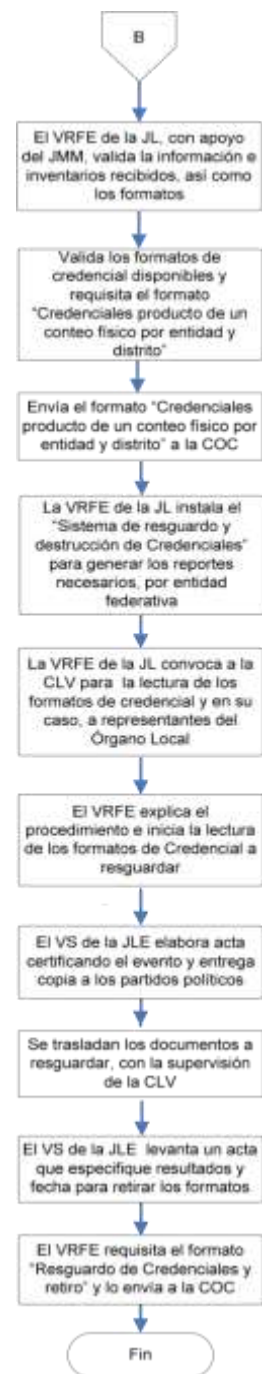 B
El VRFE de la JL, con apoyo
del JMM, valida la información e
inventarios recibidos, así como
los formatos
Valida los formatos de
credencial disponibles y
requisita el formato
"Credenciales producto de un
conteo físico por entidad y
distrito"
Envía el formato "Credenciales
producto de un conteo físico por
entidad y distrito" a la COC
La VRFE de la JL instala el
"Sistema de resguardo y
destrucción de Credenciales"
para generar los reportes
necesarios, por entidad
federativa
La VRFE de la JL convoca a la
CLV para la lectura de los
formatos de credencial y en su
caso, a representantes del
Órgano Local
El VRFE explica el
procedimiento e inicia la lectura
de los formatos de Credencial a
resguardar
El VS de la JLE elabora acta
certificando el evento y entrega
copia a los partidos políticos
Se trasladan los documentos a
resguardar, con la supervisión
de la CLV
El VS de la JLE levanta un acta
que especifique resultados y
fecha para retirar los formatos
El VRFE requisita el formato
"Resguardo de Credenciales y
retiro" y lo envía a la COC
Fin